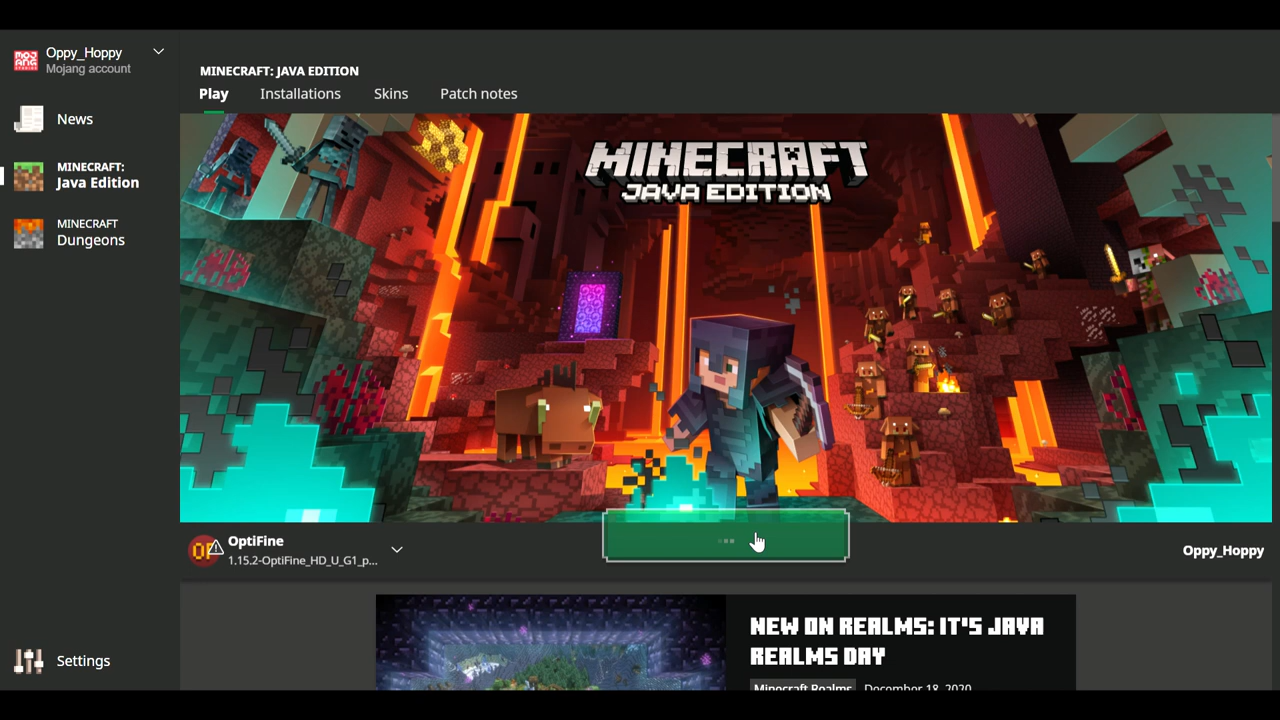 Oppy_Hoppy
Mojang account
News
MINECRAFT:
Java Edition
MINECRAFT
Dungeons
Settings
MINECRAFT: JAVA EDITION
Play Installations Skins Patch notes
MINECRAFT
JAVA EDITION
OptiFine
1.15.2-OptiFine_HD_U_G1_p...
Oppy_Hoppy
NEW ON REALMS: IT'S JAVA
REALMS DAY
Minecraft Realms December 18, 2020